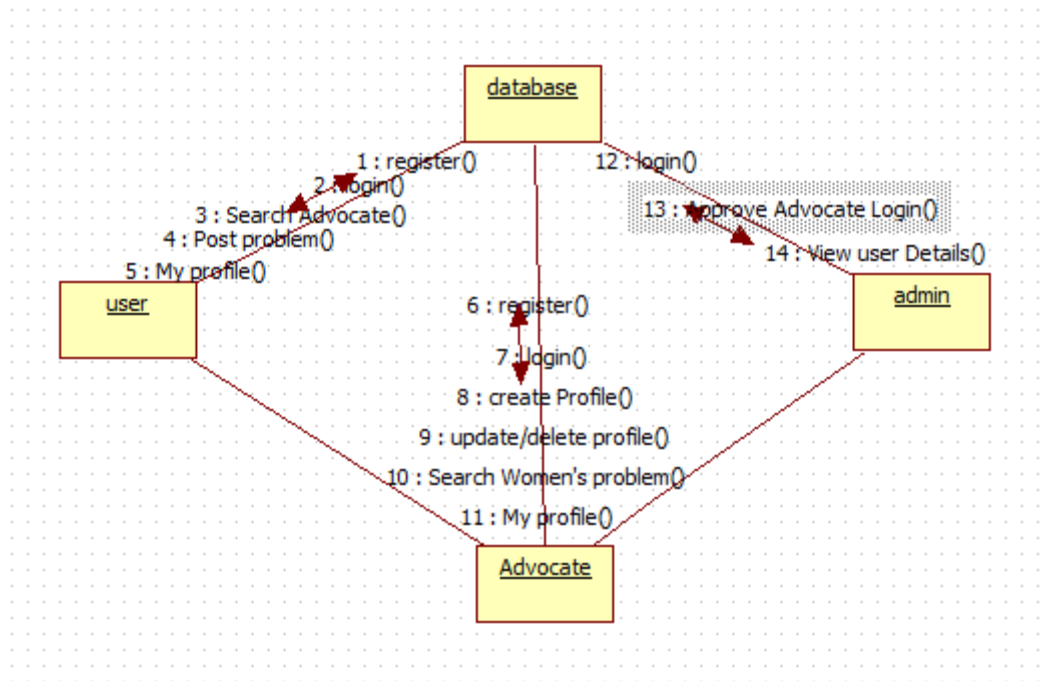 database
1 : register()
12 : login()
2 : login()
3 : Search Advocate()
13 : Approve Advocate Login()
4 : Post problem()
14 : View user Details()
5 : My profile()
user
admin
6 : register()
7 : login()
8 : create Profile()
9 : update/delete profile()
10 : Search Women's problem()
11 : My profile()
Advocate